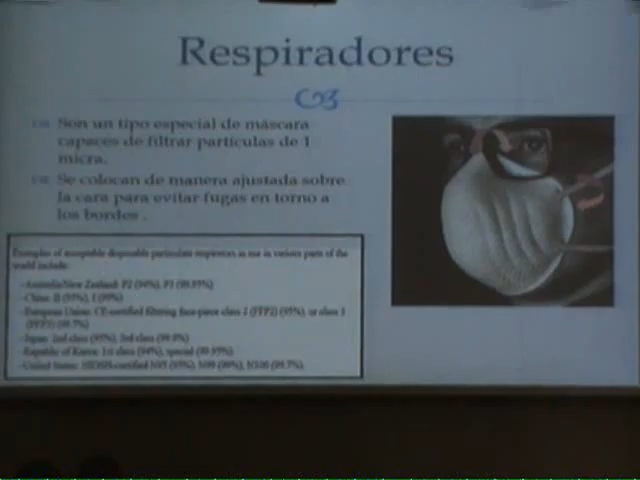 Respiradores
Son un tipo especial de máscara
capaces de filtrar partículas de 1
micra.
Se colocan de manera ajustada sobre
la cara para evitar fugas en torno a
los bordes .
Examples of acceptable disposable particulate respirators in use in various parts of the
world include:
-Australia/New Zealand: P2 (94%), P3 (99.95%)
-China: II (95%), I (99%)
-European Union: CE-certified filtering face-piece class 2 (FFP2) (95%), or class 3
(FFP3) (99.7%)
-Japan: 2nd class (95%), 3rd class (99.9%)
-Republic of Korea: 1st class (94%), special (99.95%)
-United States: NIOSH-certified N95 (95%), N99 (99%), N100 (99.7%)